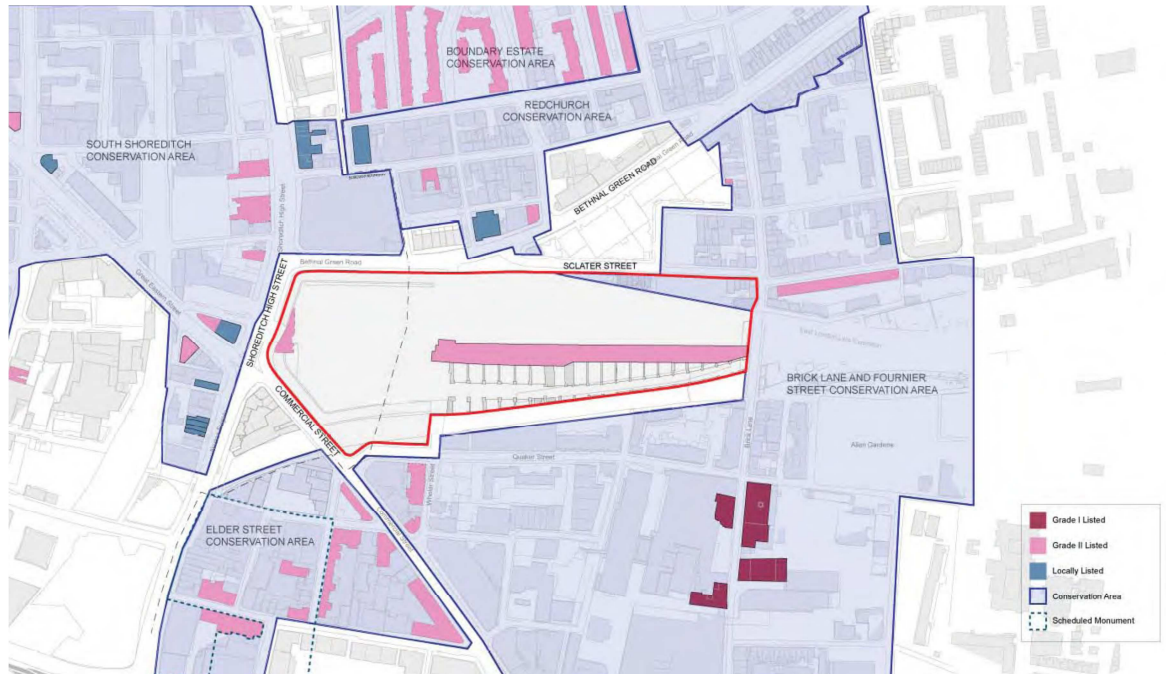 BOUNDARY ESTATE
CONSERVATION AREA
REDCHURCH
CONSERVATION AREA
SOUTH SHOREDITCH
CONSERVATION AREA
BETHNAL GREEN ROAD
Shoreditch High Street
Bethnal Green Road
SCLATER STREET
SHOREDITCH HIGH STREET
Great Eastern Street
COMMERCIAL STREET
BRICK LANE AND FOURNIER
STREET CONSERVATION AREA
Brick Lane
Allen Gardens
Quaker Street
Wheler Street
Commercial Street
ELDER STREET
CONSERVATION AREA
Grade I Listed
Grade II Listed
Locally Listed
Conservation Area
Scheduled Monument